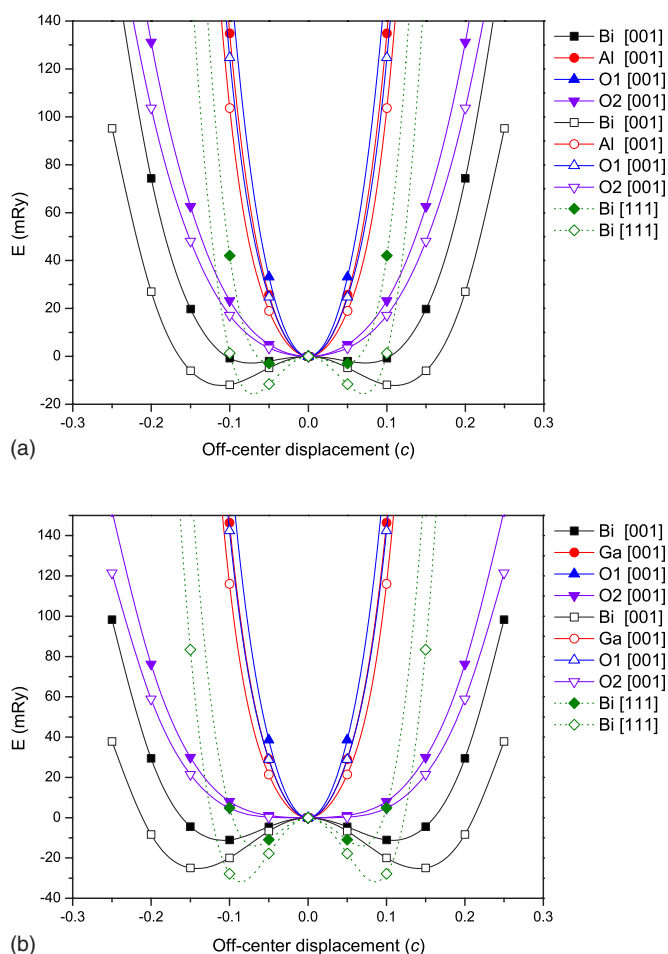 140
120
100
80
60
40
20
0
-20
E (mRy)
-0.3 -0.2 -0.1 0.0 0.1 0.2 0.3
Off-center displacement (c)
(a)
Bi [001]
Al [001]
O1 [001]
O2 [001]
Bi [001]
Al [001]
O1 [001]
O2 [001]
Bi [111]
Bi [111]
140
120
100
80
60
40
20
0
-20
-40
E (mRy)
-0.3 -0.2 -0.1 0.0 0.1 0.2 0.3
Off-center displacement (c)
(b)
Bi [001]
Ga [001]
O1 [001]
O2 [001]
Bi [001]
Ga [001]
O1 [001]
O2 [001]
Bi [111]
Bi [111]